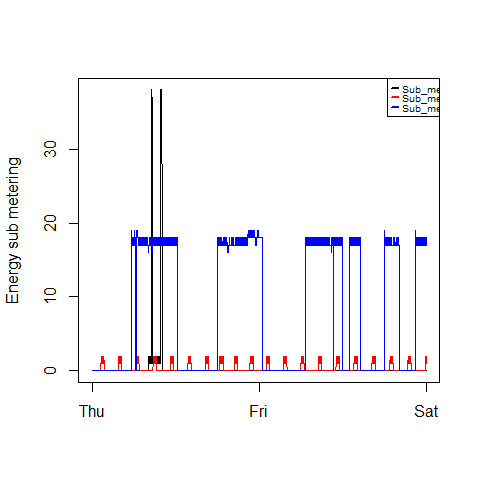 Sub_me
Sub_me
Sub_me
Energy sub metering
30
20
10
0
Thu Fri Sat